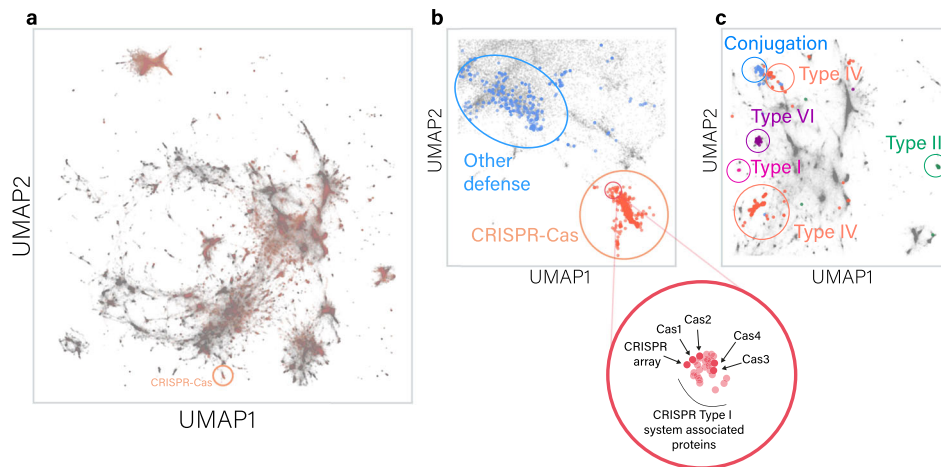 a
UMAP2
CRISPR-Cas
UMAP1
b
UMAP2
Other
defense
CRISPR-Cas
UMAP1
c
Conjugation
Type IV
UMAP2
Type VI
Type I
Type II
Type IV
UMAP1
Cas2
Cas1
Cas4
CRISPR
array
Cas3
CRISPR Type I
system associated
proteins